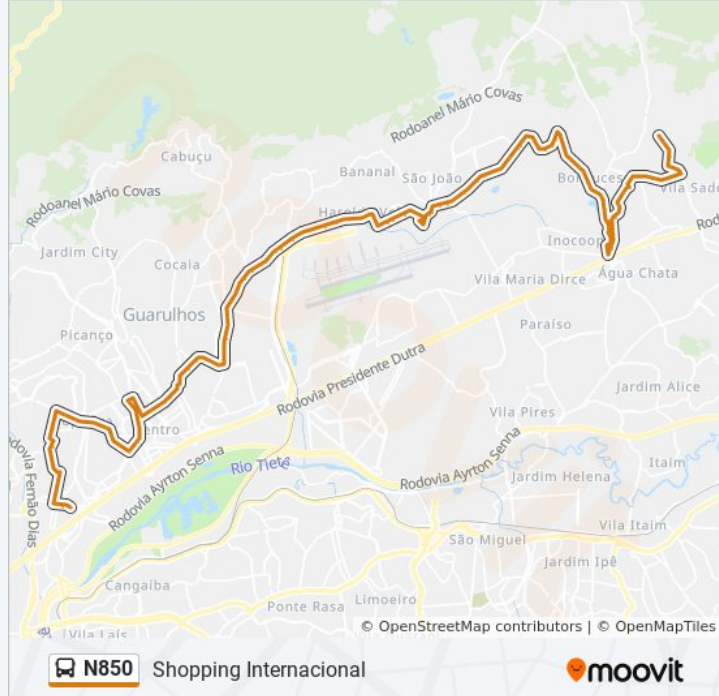 Rodoanel Mário Covas
Cabuçu
Bananal
São João
Rodoanel Mário Covas
Vila Sad
Jardim City
Cocaia
Inocoop
Rod
Vila Maria Dirce
Água Chata
Guarulhos
Picanço
Paraíso
Rodovia Presidente Dutra
Jardim Alice
Vila Pires
entro
Rodovia Ayrton Senna
Rio Tietê
Rodovia Fernão Dias
Rodovia Ayrton Senna
Jardim Helena
Itaim
São Miguel
Vila Itaim
Jardim Ipê
Cangaíba
Limoeiro
Ponte Rasa
© OpenStreetMap contributors | © OpenMapTiles
Vila Laís
N850 Shopping Internacional
moovit